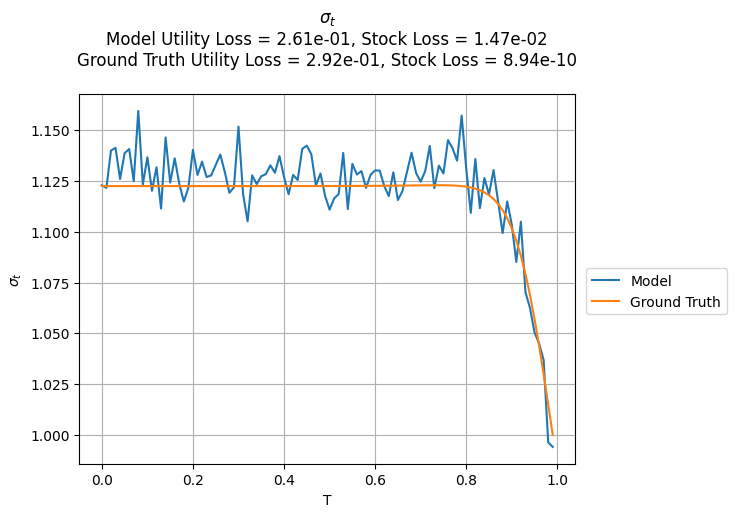 σₜ
Model Utility Loss = 2.61e-01, Stock Loss = 1.47e-02
Ground Truth Utility Loss = 2.92e-01, Stock Loss = 8.94e-10
1.150
1.125
1.100
1.075
1.050
1.025
1.000
σₜ
0.0 0.2 0.4 0.6 0.8 1.0
T
Model
Ground Truth